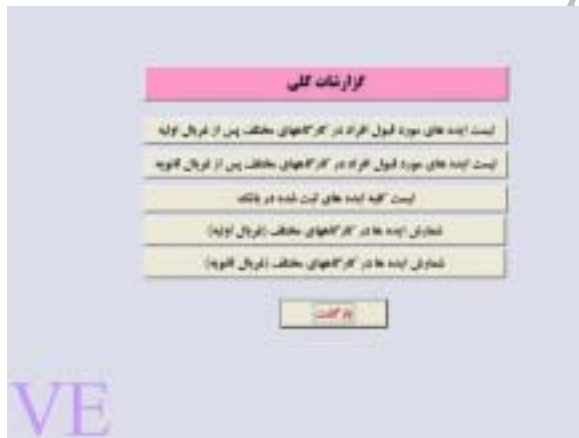 گزارشات کلی
لیست ایده های مورد قبول افراد در کارگاههای مختلف پس از غربال اولیه
لیست ایده های مورد قبول افراد در کارگاههای مختلف پس از غربال ثانویه
لیست کلیه ایده های ثبت شده در بانک
شمارش ایده ها در کارگاههای مختلف (غربال اولیه)
شمارش ایده ها در کارگاههای مختلف (غربال ثانویه)
بازگشت
VE